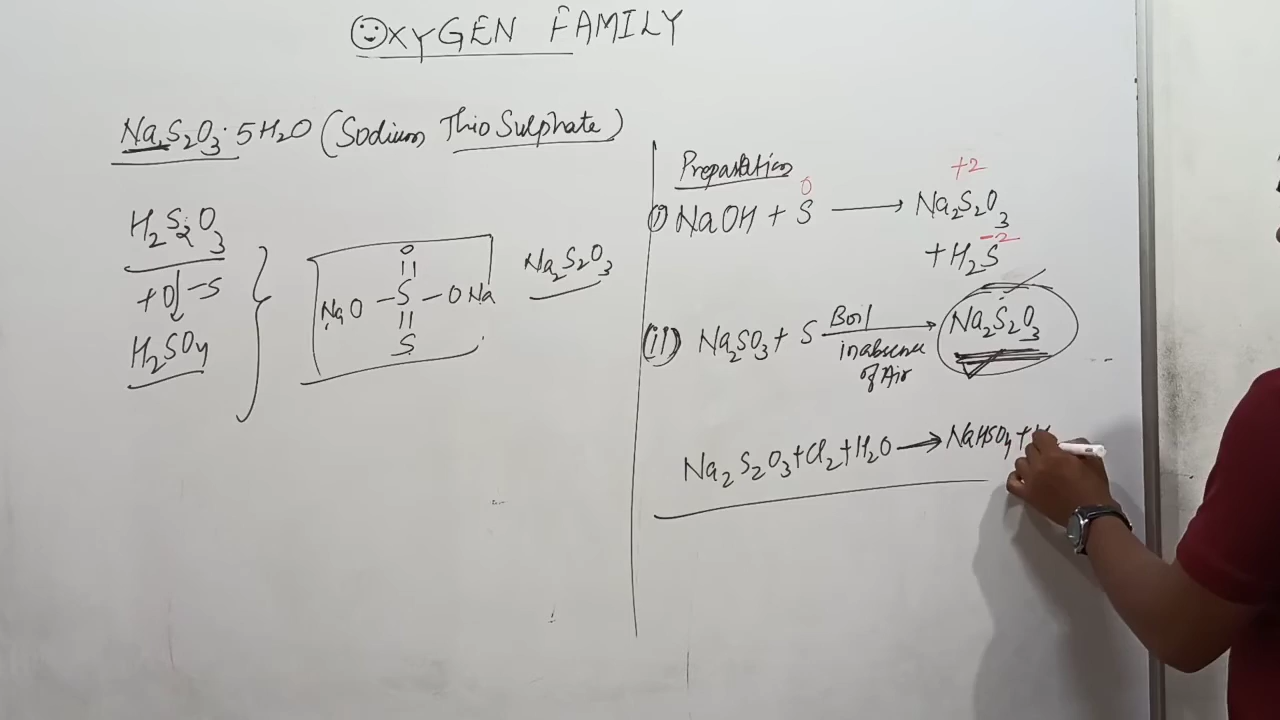 OXYGEN FAMILY
Na2S2O3·5H2O (Sodium Thio Sulphate)
H2S2O3
+O -S
H2SO4
O
NaO-S-ONa
S
Na2S2O3
Preparation
+2
0
(i) NaOH + S → Na2S2O3
-2
+ H2S
(ii) Na2SO3 + S Boil → Na2S2O3
in absence
of Air
Na2S2O3+Cl2+H2O → NaHSO4+H